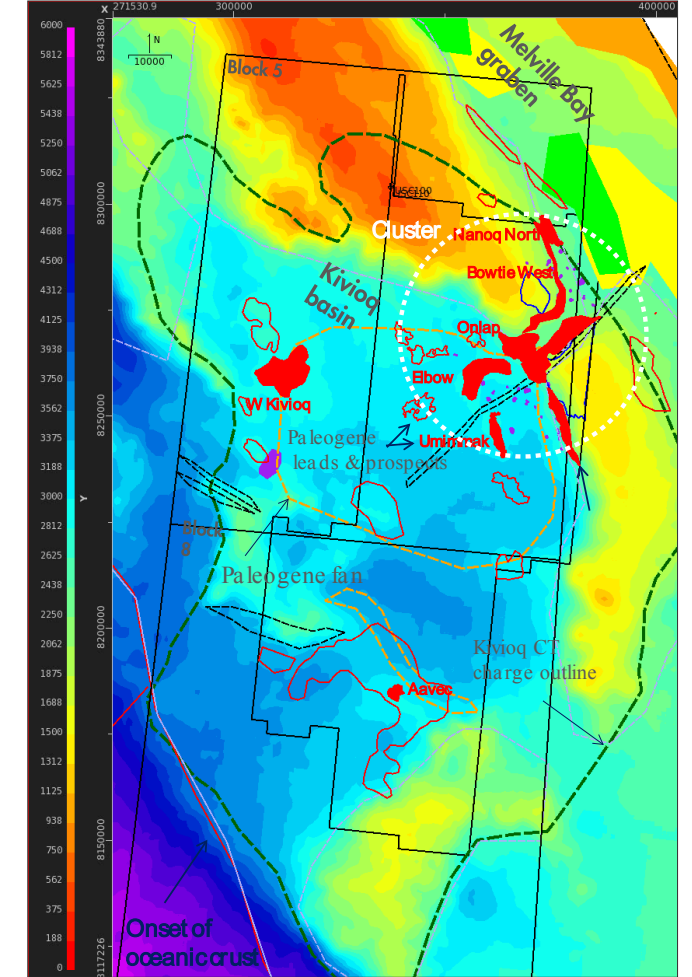 X 271530.9 300000 400000
6000
5812
5625
5438
5250
5062
4875
4688
4500
4312
4125
3938
3750
3562
3375
3188
3000
2812
2625
2438
2250
2062
1875
1688
1500
1312
1125
938
750
562
375
188
0
Y
8343880
8300000
8250000
8200000
8150000
8117226
N
10000
Block 5
Melville Bay
graben
Cluster
Nanoq North
Bowtie West
Kivioq
basin
Onlap
Elbow
W Kivioq
Umimmak
Paleogene
leads & prospects
Block
8
Paleogene fan
Kivioq CT
charge outline
Aavec
Onset of
oceanic crust